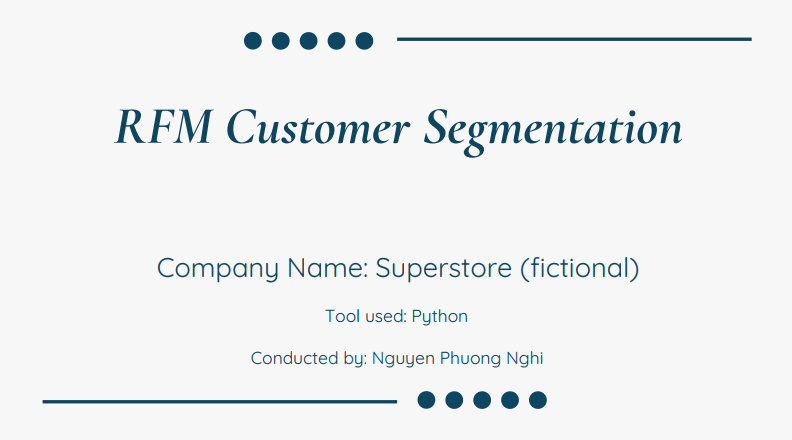 RFM Customer Segmentation
Company Name: Superstore (fictional)
Tool used: Python
Conducted by: Nguyen Phuong Nghi